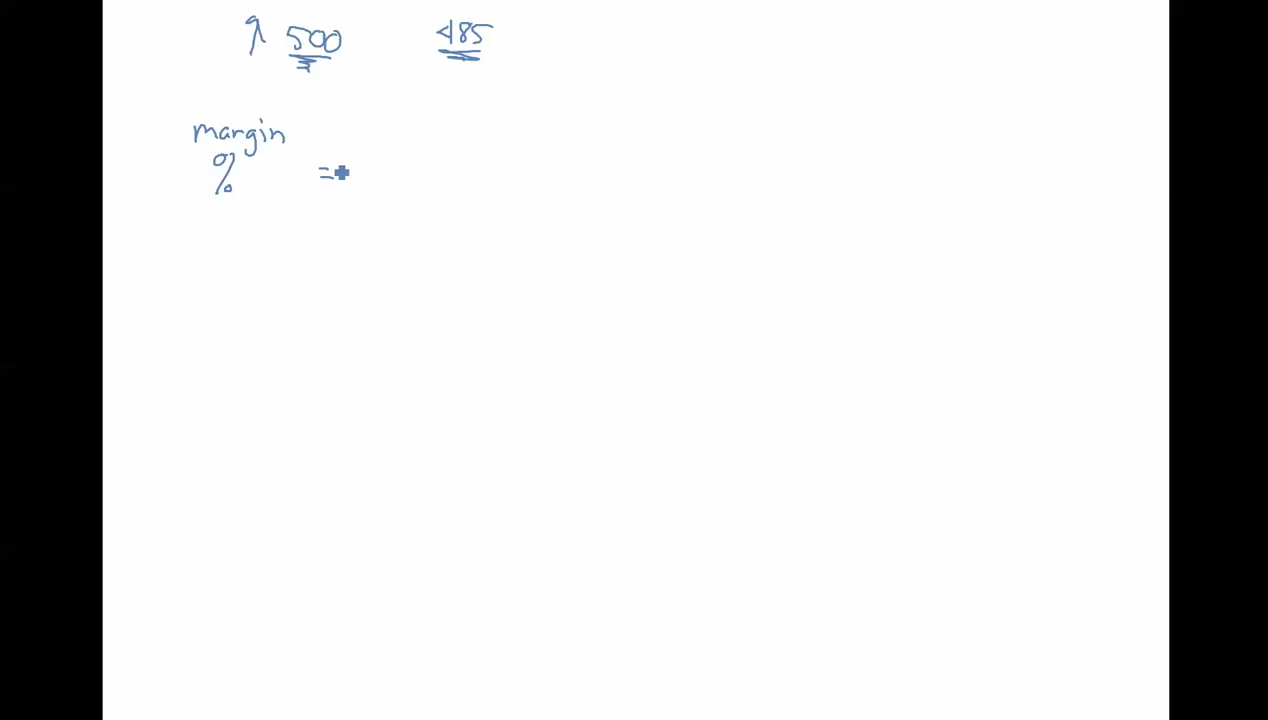 ↑ 500 485
margin
% =